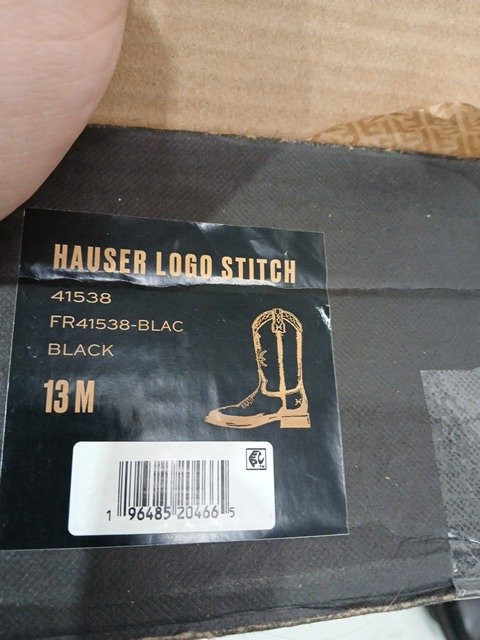 HAUSER LOGO STITCH
41538
FR41538-BLAC
BLACK
13 M
1 96485 20466 5